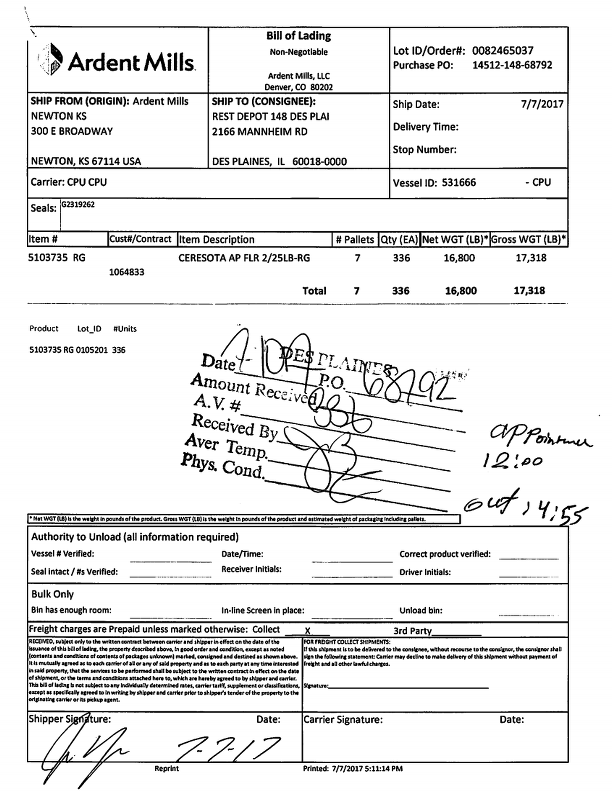 Ardent Mills
Bill of Lading
Non-Negotiable
Ardent Mills, LLC
Denver, CO 80202
Lot ID/Order#: 0082465037
Purchase PO: 14512-148-68792
SHIP FROM (ORIGIN): Ardent Mills
NEWTON KS
300 E BROADWAY
NEWTON, KS 67114 USA
SHIP TO (CONSIGNEE):
REST DEPOT 148 DES PLAI
2166 MANNHEIM RD
DES PLAINES, IL 60018-0000
Ship Date: 7/7/2017
Delivery Time:
Stop Number:
Carrier: CPU CPU
Vessel ID: 531666 - CPU
Seals: G2319262
Item # Cust#/Contract Item Description # Pallets Qty (EA) Net WGT (LB)* Gross WGT (LB)*
5103735 RG CERESOTA AP FLR 2/25LB-RG 7 336 16,800 17,318
1064833
Total 7 336 16,800 17,318
Product Lot_ID #Units
5103735 RG 0105201 336
DES PLAINES
Date
P.O. 68792
Amount Received 336
A.V. #
Received By
Aver Temp.
Phys. Cond.
appointmen
12:00
out 14:55
* Net WGT (LB) is the weight in pounds of the product. Gross WGT (LB) is the weight in pounds of the product and estimated weight of packaging including pallets.
Authority to Unload (all information required)
Vessel # Verified: Date/Time: Correct product verified:
Seal intact / #s Verified: Receiver Initials: Driver Initials:
Bulk Only
Bin has enough room: In-line Screen in place: Unload bin:
Freight charges are Prepaid unless marked otherwise: Collect X 3rd Party
RECEIVED, subject only to the written contract between carrier and shipper in effect on the date of the
issuance of this bill of lading, the property described above, in good order and condition, except as noted
(contents and conditions of contents of packages unknown) marked, consigned and destined as shown above.
It is mutually agreed as to each carrier of all or any of said property and as to each party at any time interested
in said property, that the services to be performed shall be subject to the written contract in effect on the date
of shipment, or the terms and conditions attached here to, which are hereby agreed to by shipper and carrier.
This bill of lading is not subject to any individually determined rates, carrier tariff, supplement or classifications,
except as specifically agreed to in writing by shipper and carrier prior to shipper's tender of the property to the
originating carrier or its pickup agent.
FOR FREIGHT COLLECT SHIPMENTS:
If this shipment is to be delivered to the consignee, without recourse to the consignor, the consignor shall
sign the following statement: Carrier may decline to make delivery of this shipment without payment of
freight and all other lawful charges.
Signature:
Shipper Signature: Date:
7-7-17
Carrier Signature: Date:
Reprint
Printed: 7/7/2017 5:11:14 PM